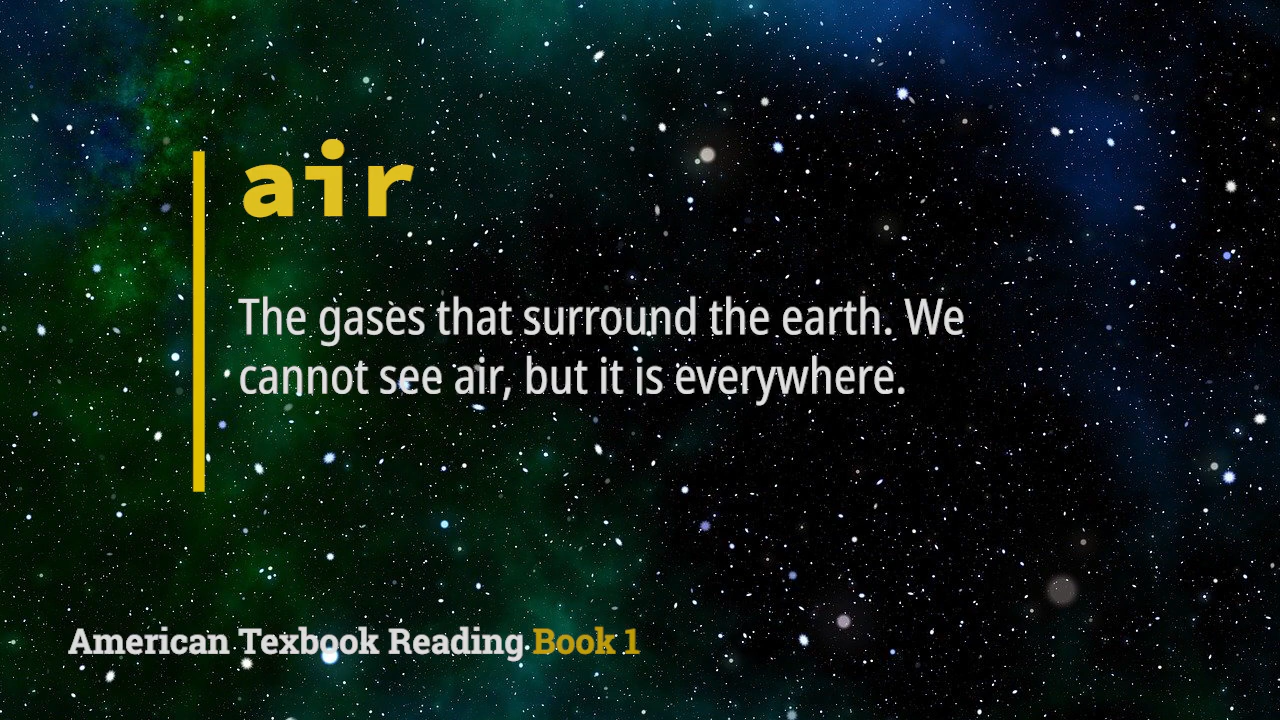 air
The gases that surround the earth. We
cannot see air, but it is everywhere.
American Texbook Reading Book 1